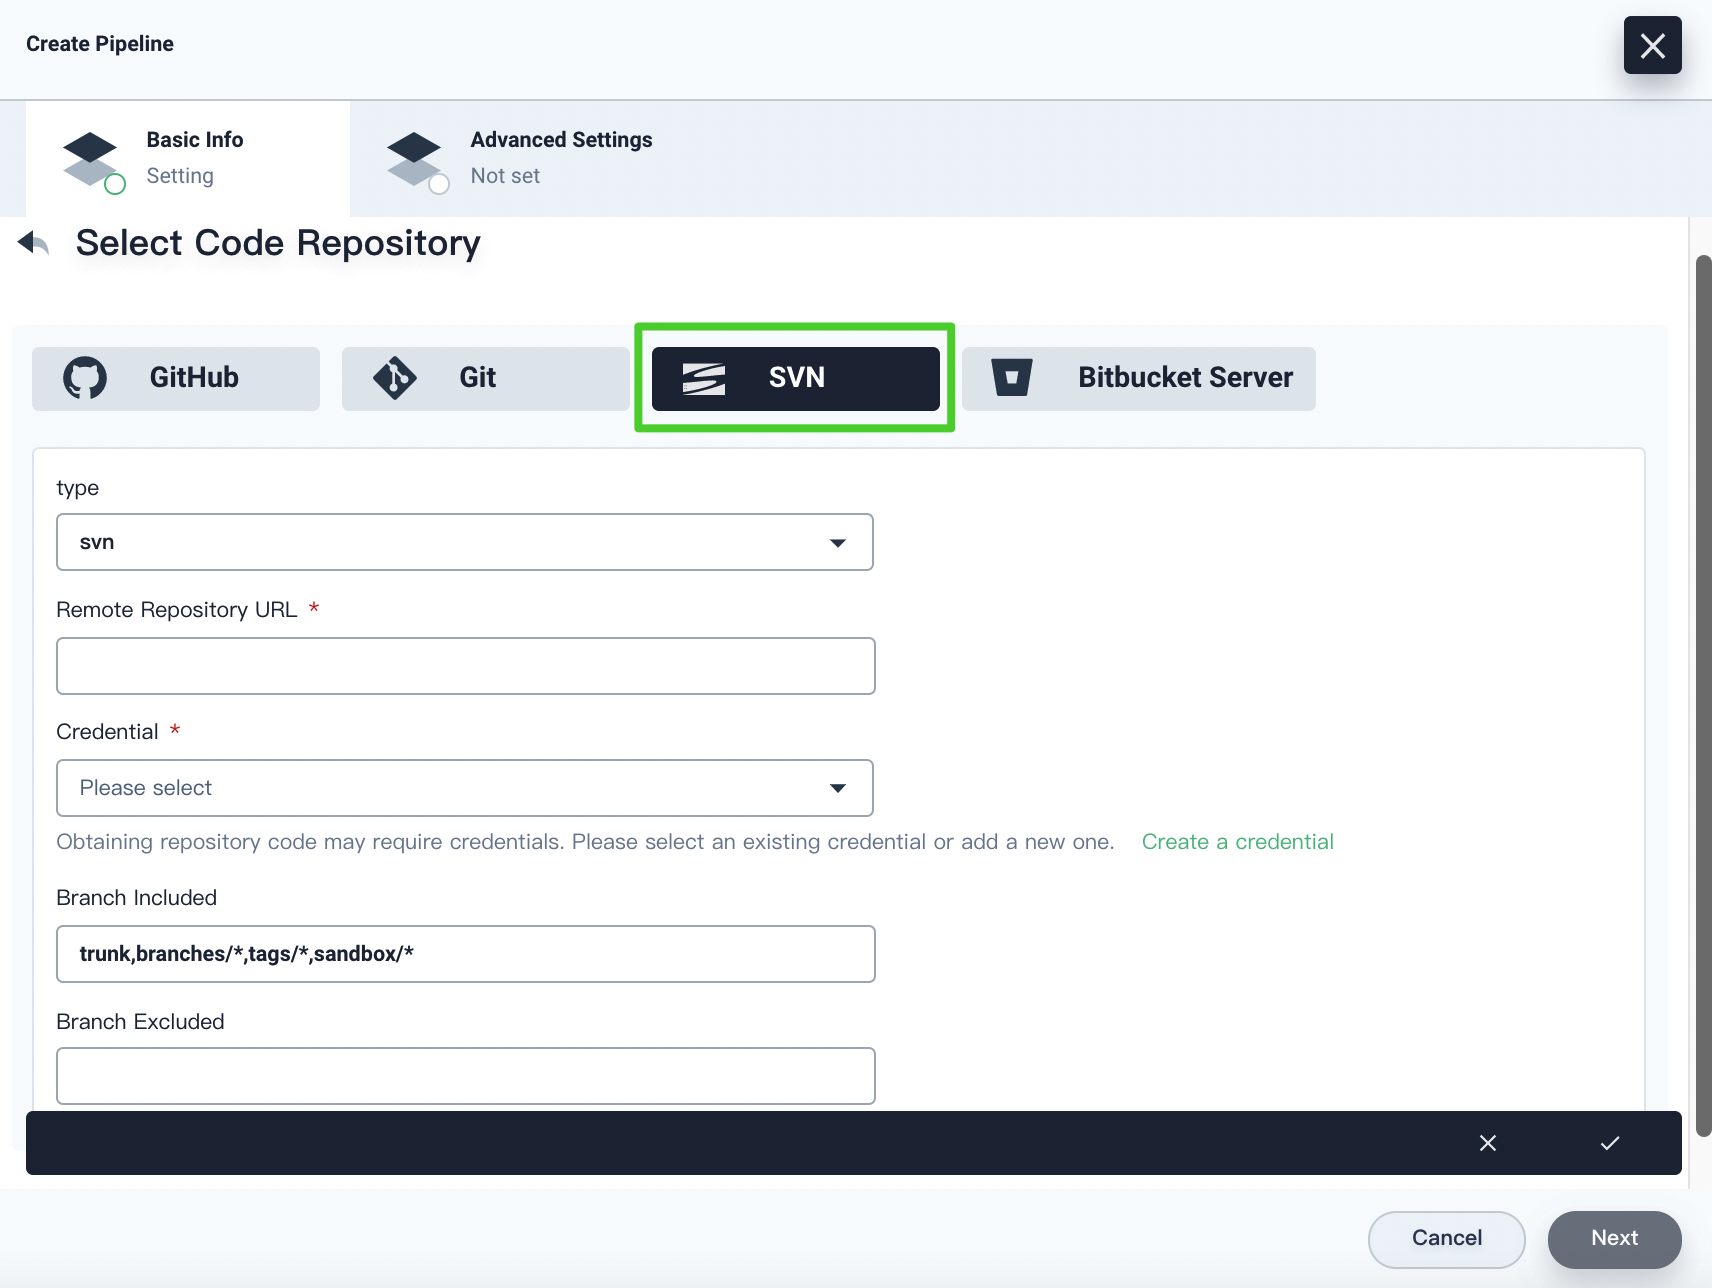 Create Pipeline
Basic Info
Setting
Advanced Settings
Not set
Select Code Repository
GitHub
Git
SVN
Bitbucket Server
type
svn
Remote Repository URL *
Credential *
Please select
Obtaining repository code may require credentials. Please select an existing credential or add a new one. Create a credential
Branch Included
trunk,branches/*,tags/*,sandbox/*
Branch Excluded
Cancel
Next